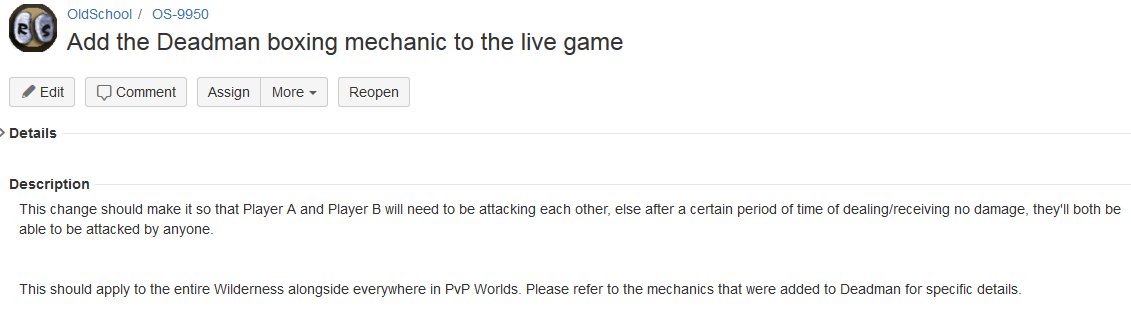 R S
OldSchool / OS-9950
Add the Deadman boxing mechanic to the live game
Edit Comment Assign More Reopen
Details
Description
This change should make it so that Player A and Player B will need to be attacking each other, else after a certain period of time of dealing/receiving no damage, they'll both be
able to be attacked by anyone.
This should apply to the entire Wilderness alongside everywhere in PvP Worlds. Please refer to the mechanics that were added to Deadman for specific details.